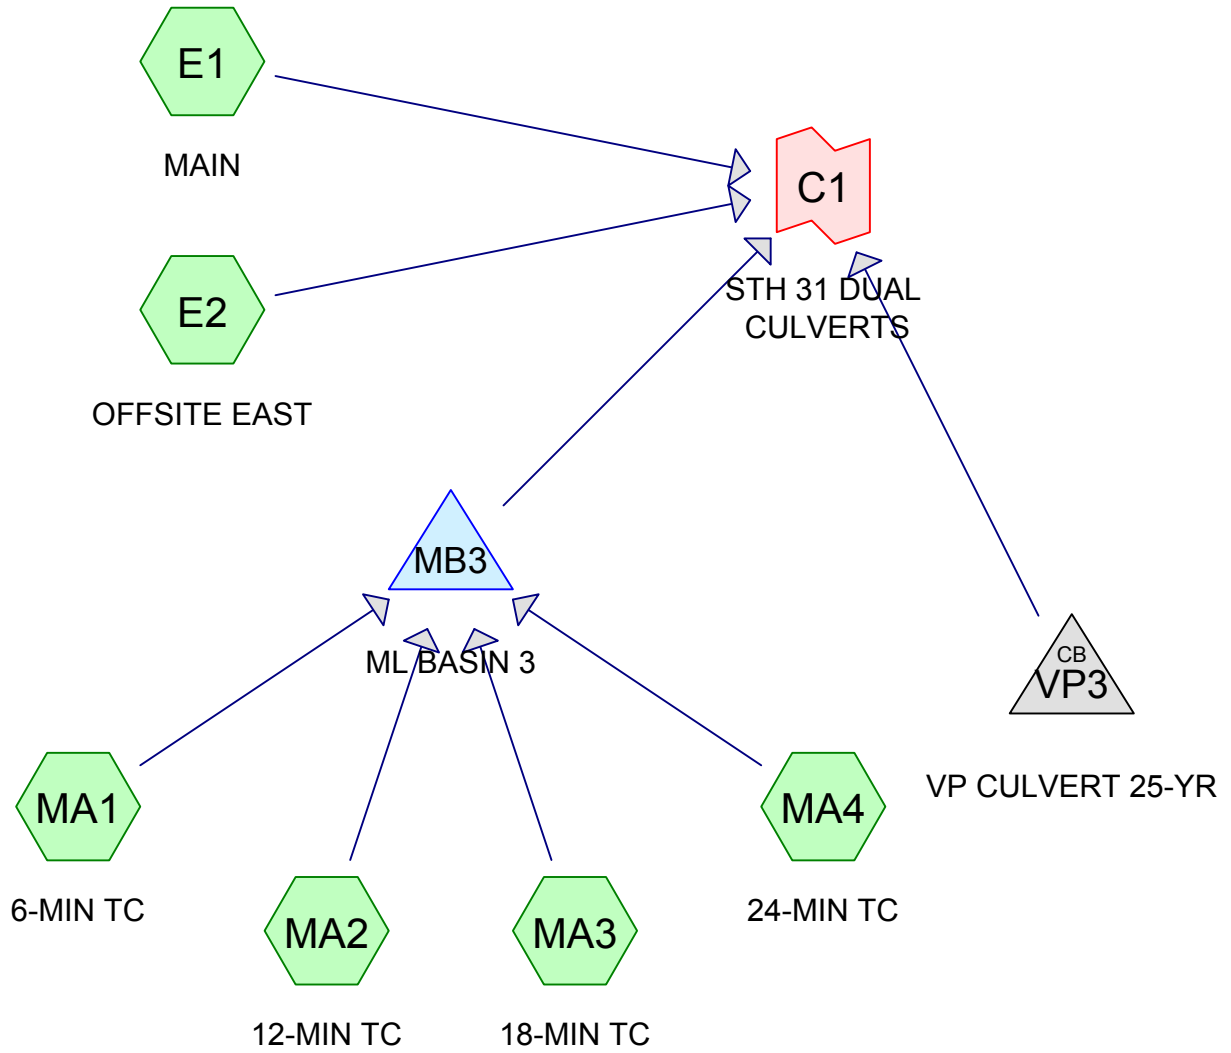 E1
MAIN
C1
STH 31 DUAL
CULVERTS
E2
OFFSITE EAST
MB3
ML BASIN 3
CB
VP3
VP CULVERT 25-YR
MA1
6-MIN TC
MA2
12-MIN TC
MA3
18-MIN TC
MA4
24-MIN TC